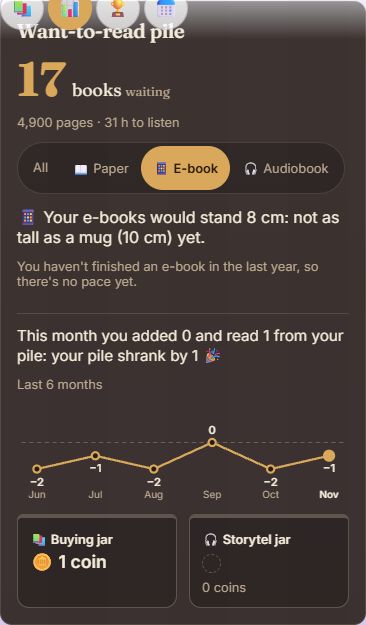 Want-to-read pile
17 books waiting
4,900 pages · 31 h to listen
All Paper E-book Audiobook
Your e-books would stand 8 cm: not as
tall as a mug (10 cm) yet.
You haven't finished an e-book in the last year, so
there's no pace yet.
This month you added 0 and read 1 from your
pile: your pile shrank by 1
Last 6 months
0
−2 −1 −2 −2 −1
Jun Jul Aug Sep Oct Nov
Buying jar
1 coin
Storytel jar
0 coins